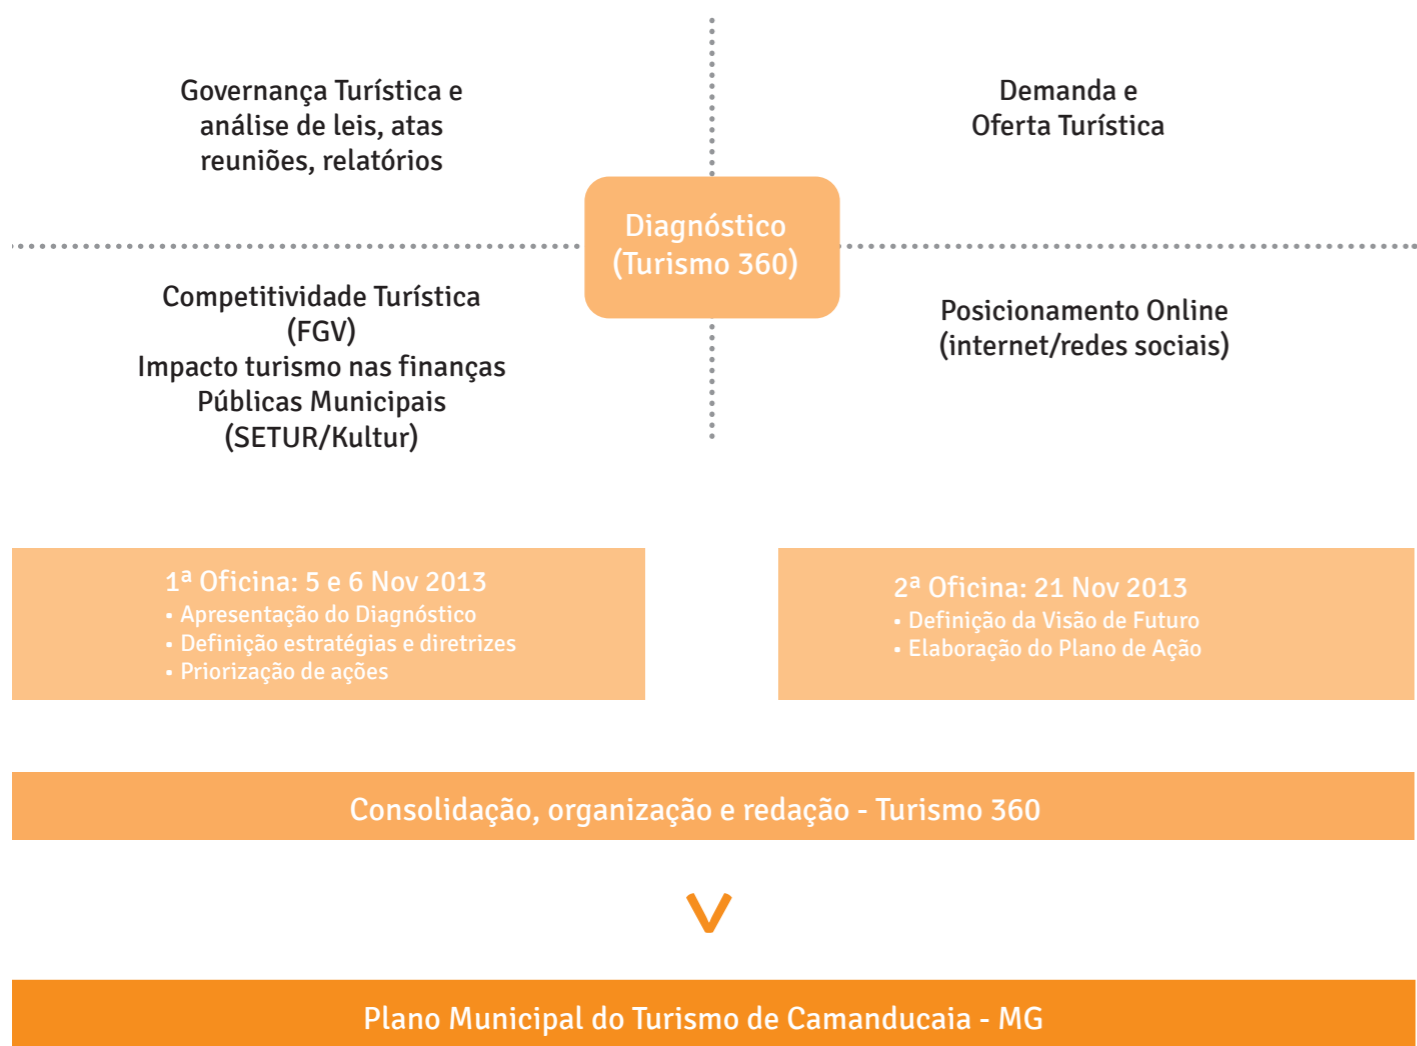 Governança Turística e
análise de leis, atas
reuniões, relatórios
Demanda e
Oferta Turística
Diagnóstico
(Turismo 360)
Competitividade Turística
(FGV)
Impacto turismo nas finanças
Públicas Municipais
(SETUR/Kultur)
Posicionamento Online
(internet/redes sociais)
1ª Oficina: 5 e 6 Nov 2013
▪ Apresentação do Diagnóstico
▪ Definição estratégias e diretrizes
▪ Priorização de ações
2ª Oficina: 21 Nov 2013
▪ Definição da Visão de Futuro
▪ Elaboração do Plano de Ação
Consolidação, organização e redação - Turismo 360
Plano Municipal do Turismo de Camanducaia - MG